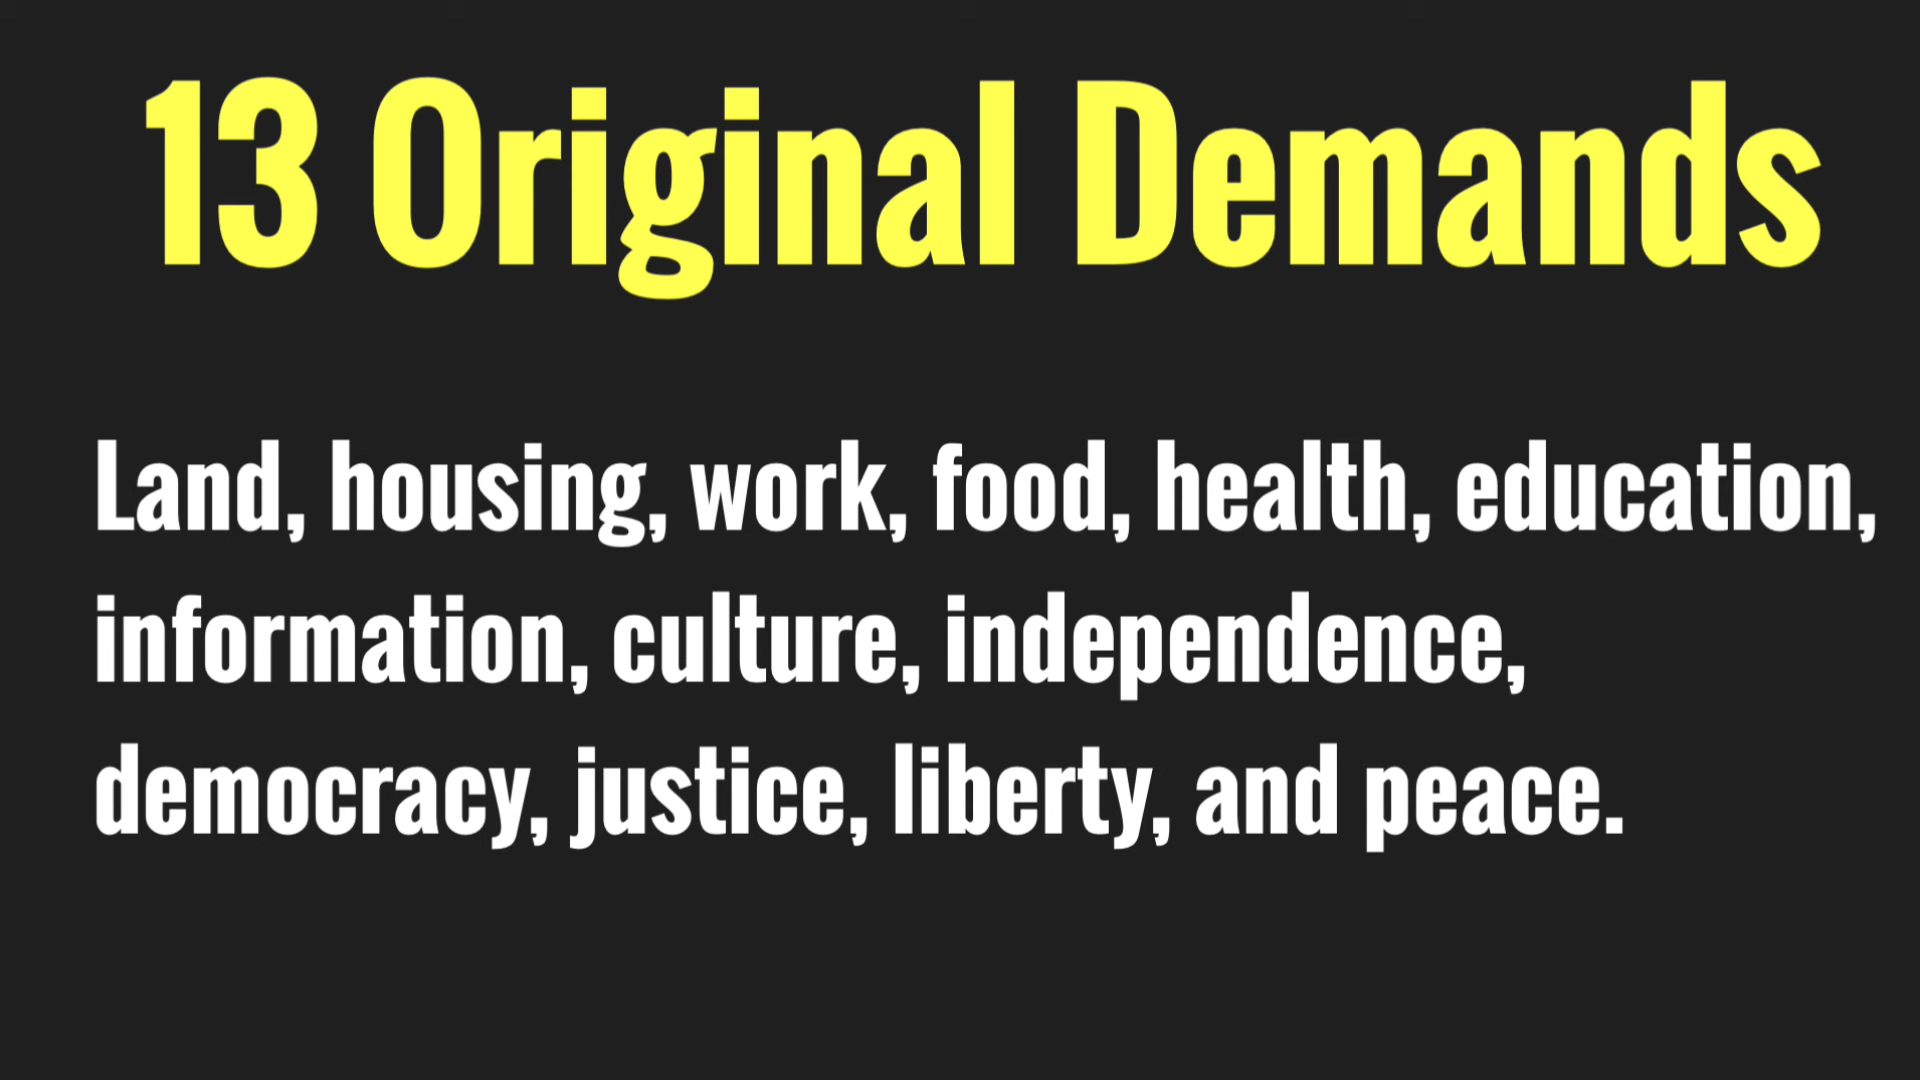 13 Original Demands
Land, housing, work, food, health, education,
information, culture, independence,
democracy, justice, liberty, and peace.